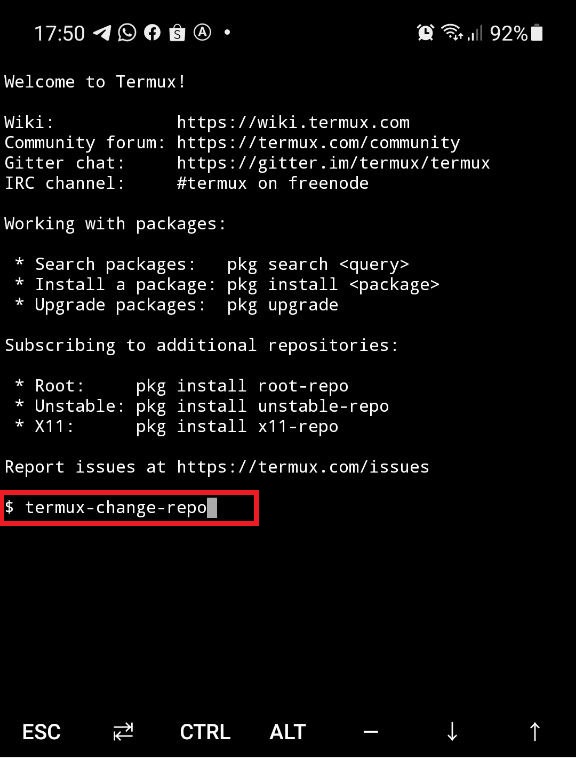 17:50 92%
Welcome to Termux!
Wiki: https://wiki.termux.com
Community forum: https://termux.com/community
Gitter chat: https://gitter.im/termux/termux
IRC channel: #termux on freenode
Working with packages:
* Search packages: pkg search <query>
* Install a package: pkg install <package>
* Upgrade packages: pkg upgrade
Subscribing to additional repositories:
* Root: pkg install root-repo
* Unstable: pkg install unstable-repo
* X11: pkg install x11-repo
Report issues at https://termux.com/issues
$ termux-change-repo
ESC ⇄ CTRL ALT — ↓ ↑